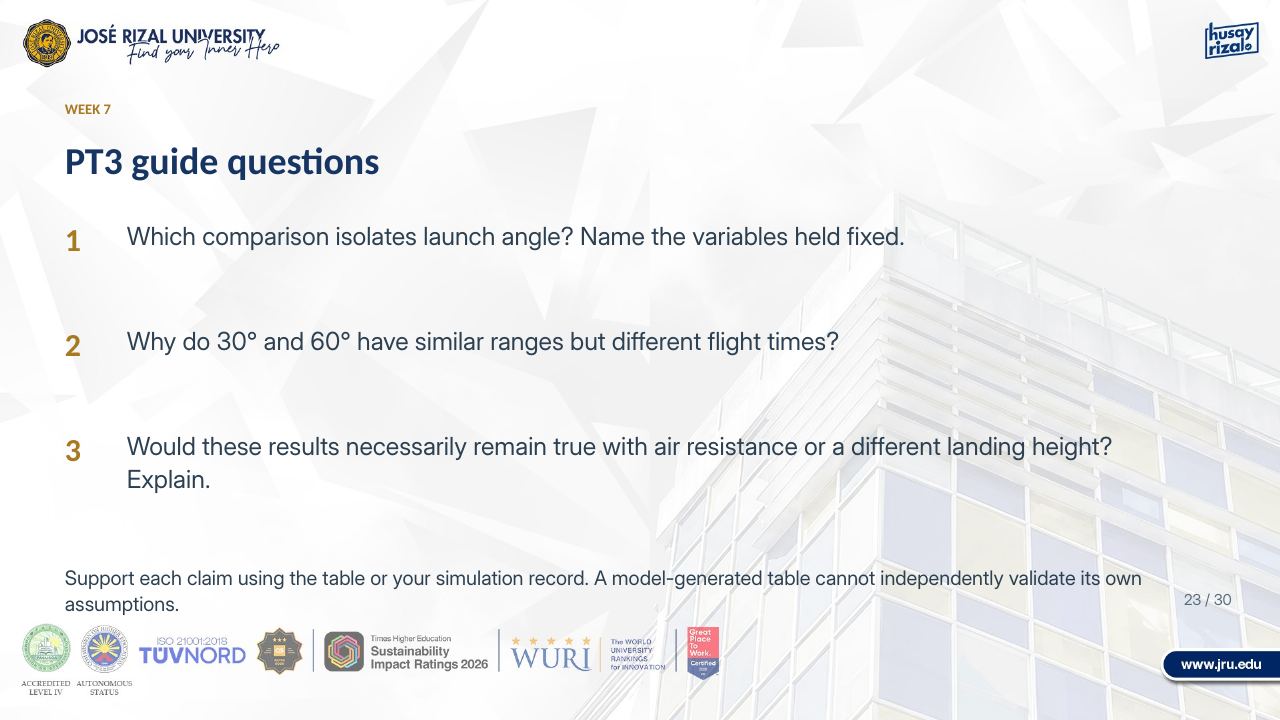 JOSÉ RIZAL UNIVERSITY
Find your Inner Hero
husay
rizal
WEEK 7
PT3 guide questions
1 Which comparison isolates launch angle? Name the variables held fixed.
2 Why do 30° and 60° have similar ranges but different flight times?
3 Would these results necessarily remain true with air resistance or a different landing height?
Explain.
Support each claim using the table or your simulation record. A model-generated table cannot independently validate its own
assumptions.
23 / 30
ACCREDITED
LEVEL IV
AUTONOMOUS
STATUS
ISO 21001:2018
TÜVNORD
Times Higher Education
Sustainability
Impact Ratings 2026
WURI
The WORLD
UNIVERSITY
RANKINGS
for INNOVATION
Great
Place
To
Work.
Certified
www.jru.edu